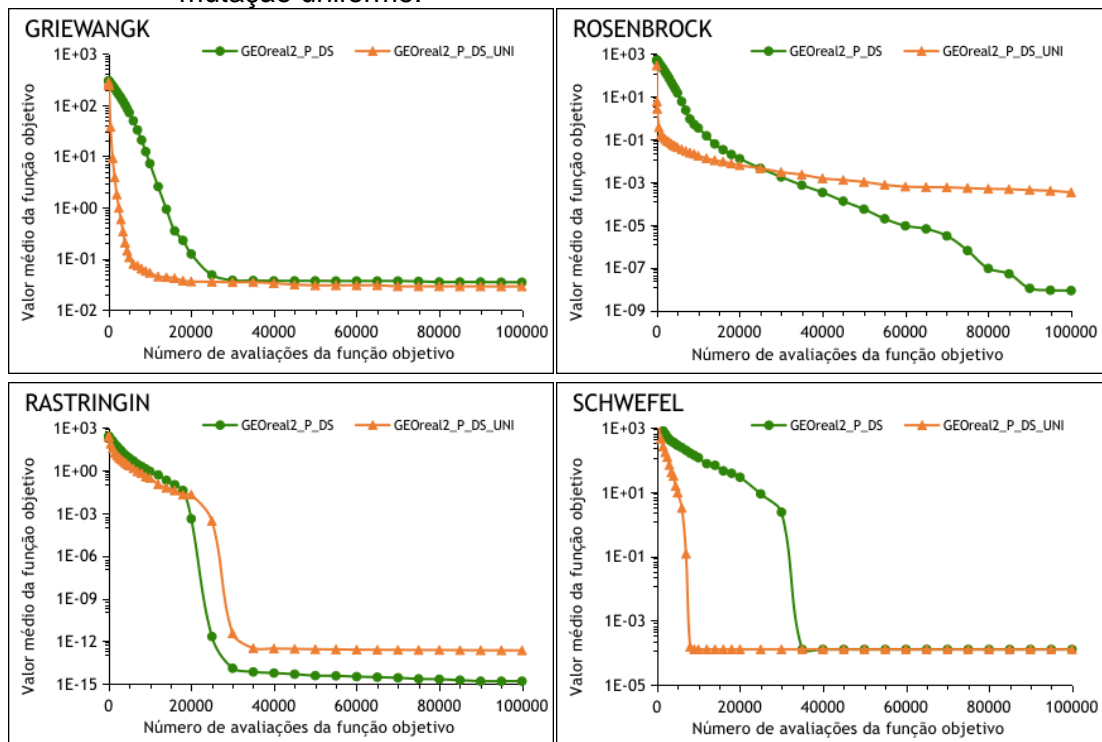 mutação uniforme.
GRIEWANGK
GEOreal2_P_DS GEOreal2_P_DS_UNI
Valor médio da função objetivo
1E+03
1E+02
1E+01
1E+00
1E-01
1E-02
0 20000 40000 60000 80000 100000
Número de avaliações da função objetivo
ROSENBROCK
GEOreal2_P_DS GEOreal2_P_DS_UNI
Valor médio da função objetivo
1E+03
1E+01
1E-01
1E-03
1E-05
1E-07
1E-09
0 20000 40000 60000 80000 100000
Número de avaliações da função objetivo
RASTRINGIN
GEOreal2_P_DS GEOreal2_P_DS_UNI
Valor médio da função objetivo
1E+03
1E+00
1E-03
1E-06
1E-09
1E-12
1E-15
0 20000 40000 60000 80000 100000
Número de avaliações da função objetivo
SCHWEFEL
GEOreal2_P_DS GEOreal2_P_DS_UNI
Valor médio da função objetivo
1E+03
1E+01
1E-01
1E-03
1E-05
0 20000 40000 60000 80000 100000
Número de avaliações da função objetivo